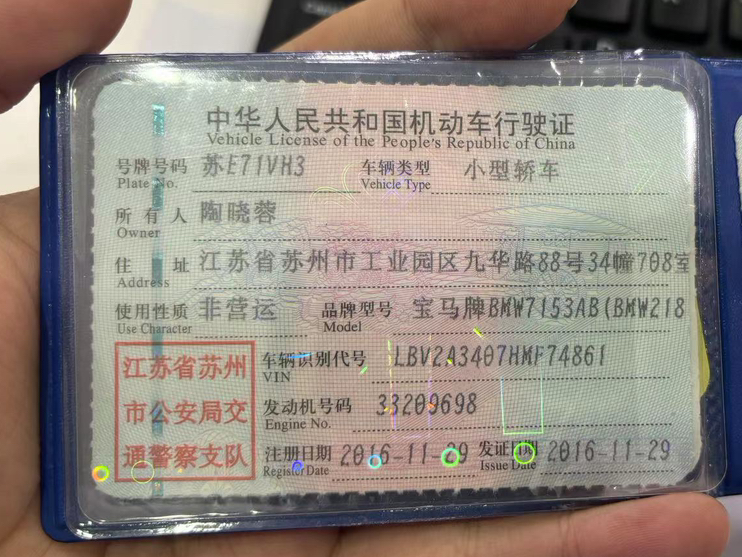 中华人民共和国机动车行驶证
Vehicle License of the People's Republic of China
号牌号码 苏E71VH3 车辆类型 小型轿车
Plate No. Vehicle Type
所有人 陶晓蓉
Owner
住址 江苏省苏州市工业园区九华路88号34幢708室
Address
使用性质 非营运 品牌型号 宝马牌BMW7153AB(BMW218
Use Character Model
江苏省苏州
市公安局交
通警察支队
车辆识别代号 LBV2A3407HMF74861
VIN
发动机号码 33209698
Engine No.
注册日期 2016-11-29 发证日期 2016-11-29
Register Date Issue Date